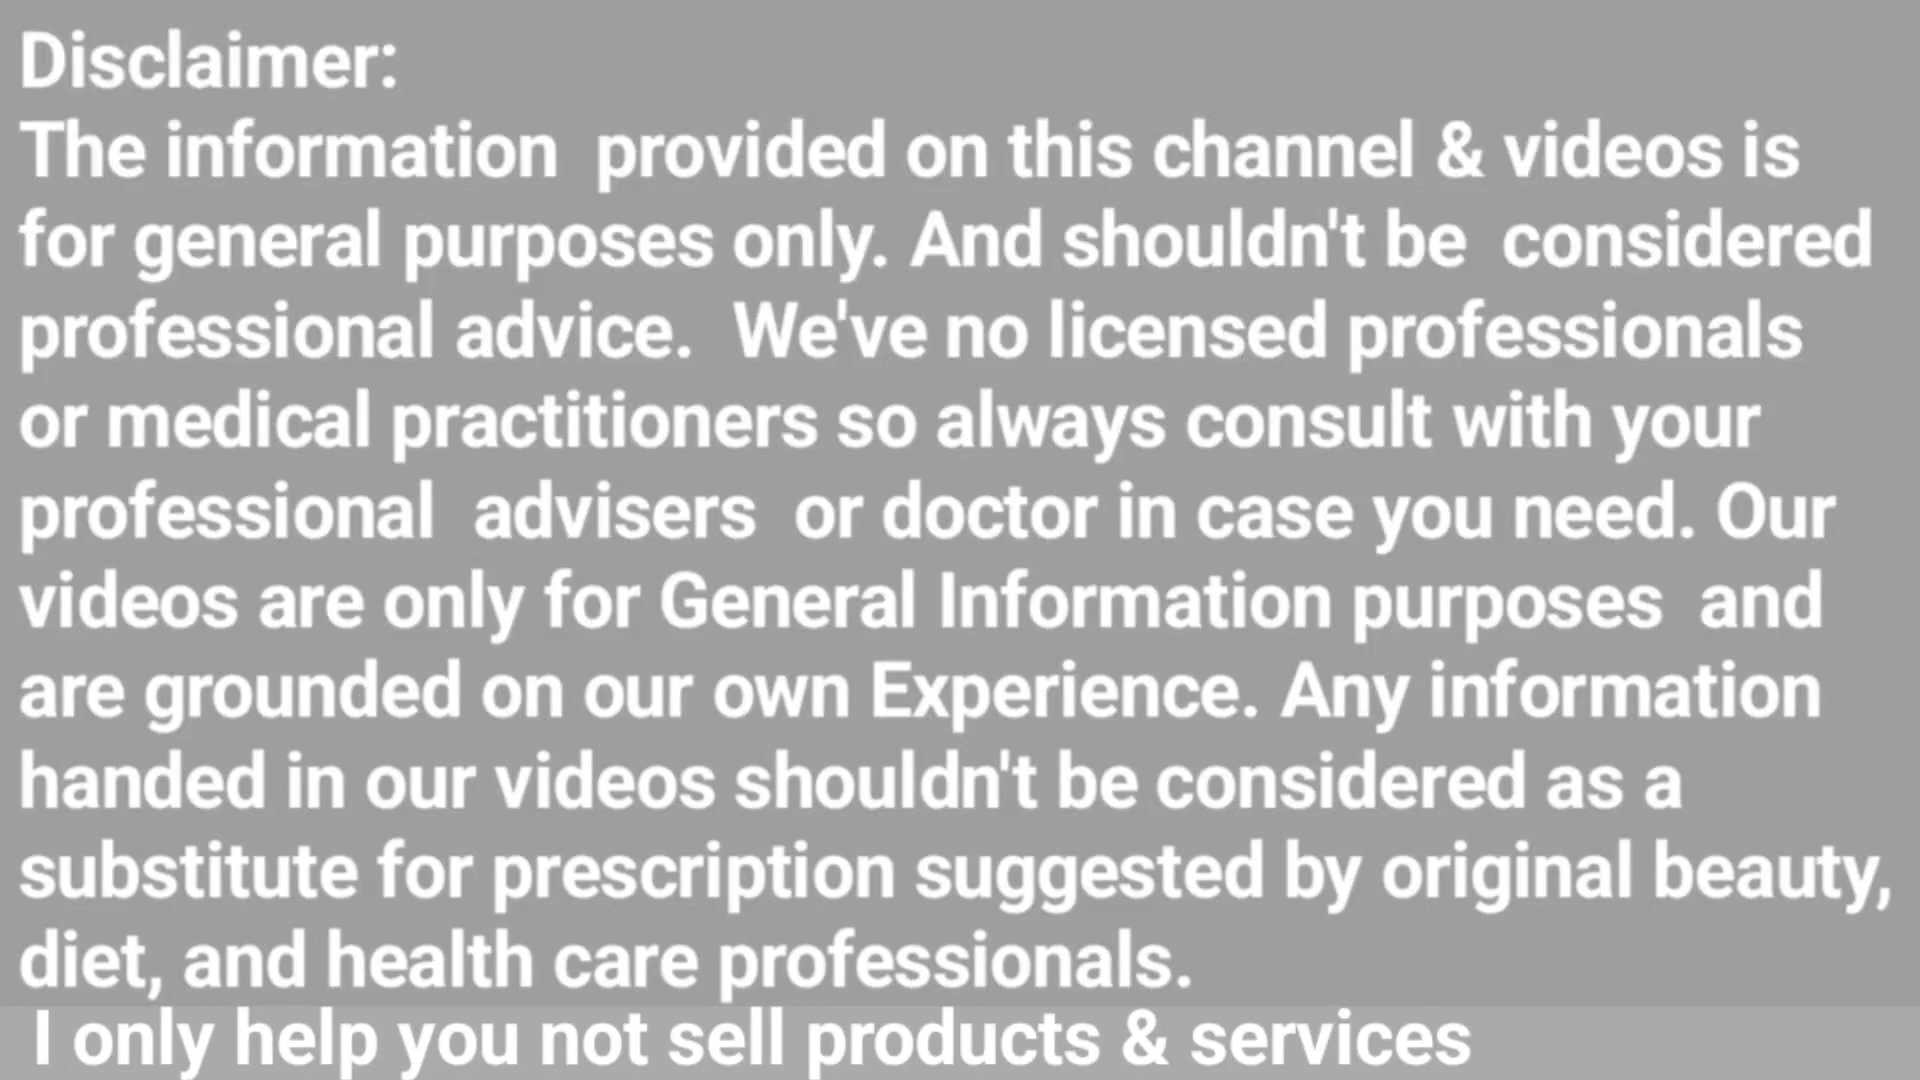 Disclaimer:
The information  provided on this channel & videos is
for general purposes only. And shouldn't be  considered
professional advice.  We've no licensed professionals
or medical practitioners so always consult with your
professional  advisers  or doctor in case you need. Our
videos are only for General Information purposes  and
are grounded on our own Experience. Any information
handed in our videos shouldn't be considered as a
substitute for prescription suggested by original beauty,
diet, and health care professionals.
I only help you not sell products & services